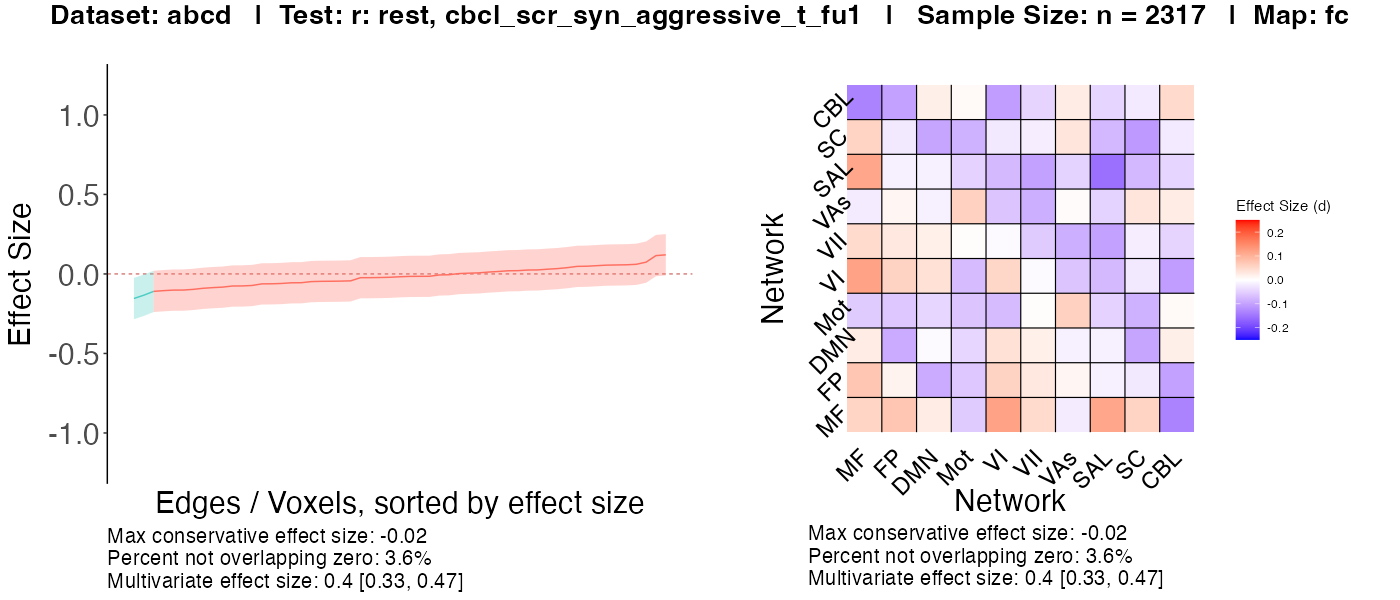 Dataset: abcd | Test: r: rest, cbcl_scr_syn_aggressive_t_fu1 | Sample Size: n = 2317 | Map: fc
Effect Size
1.0
0.5
0.0
-0.5
-1.0
Edges / Voxels, sorted by effect size
Max conservative effect size: -0.02
Percent not overlapping zero: 3.6%
Multivariate effect size: 0.4 [0.33, 0.47]
Network
CBL
SC
SAL
VAs
VII
VI
Mot
DMN
FP
MF
MF FP DMN Mot VI VII VAs SAL SC CBL
Network
Max conservative effect size: -0.02
Percent not overlapping zero: 3.6%
Multivariate effect size: 0.4 [0.33, 0.47]
Effect Size (d)
0.2
0.1
0.0
-0.1
-0.2